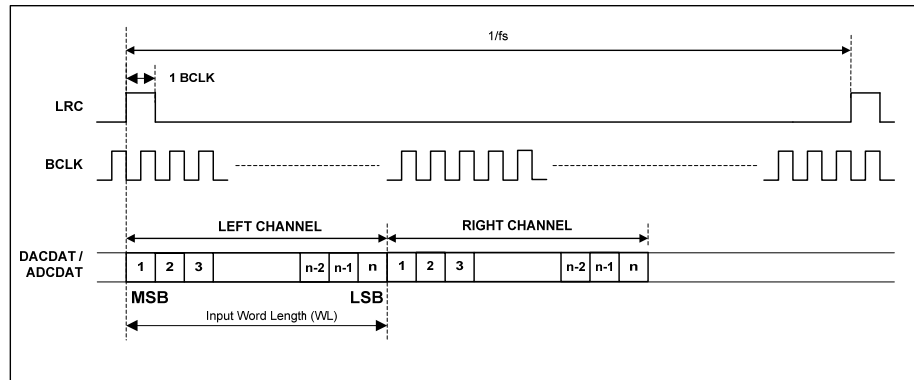 1/fs
1 BCLK
LRC
BCLK
LEFT CHANNEL RIGHT CHANNEL
DACDAT /
ADCDAT
1 2 3 n-2 n-1 n 1 2 3 n-2 n-1 n
MSB LSB
Input Word Length (WL)